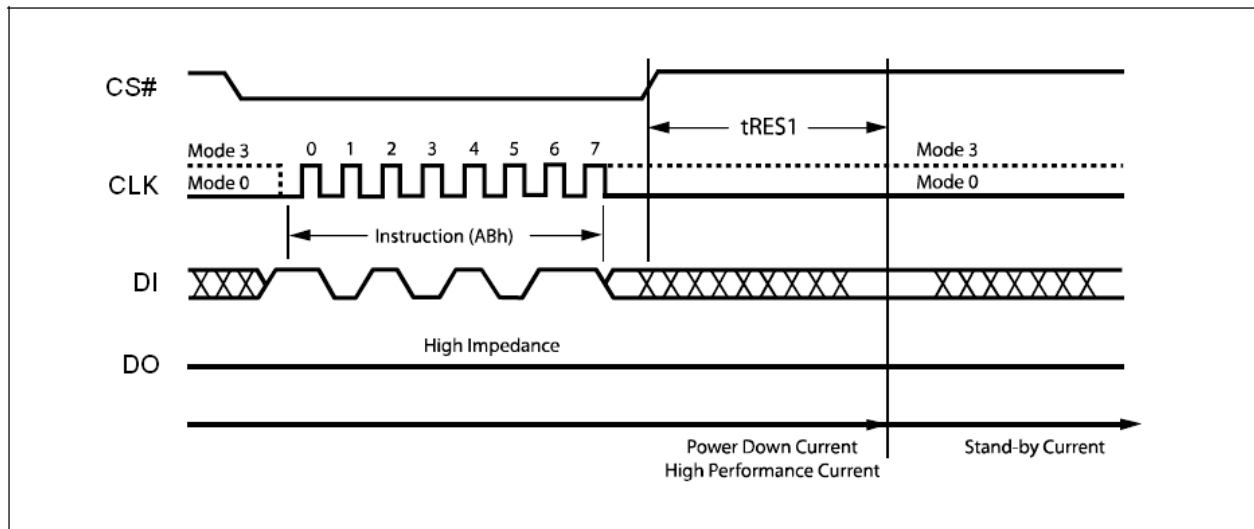 CS#
tRES1
Mode 3
0 1 2 3 4 5 6 7
Mode 3
CLK
Mode 0
Mode 0
Instruction (ABh)
DI
High Impedance
DO
Power Down Current
High Performance Current
Stand-by Current